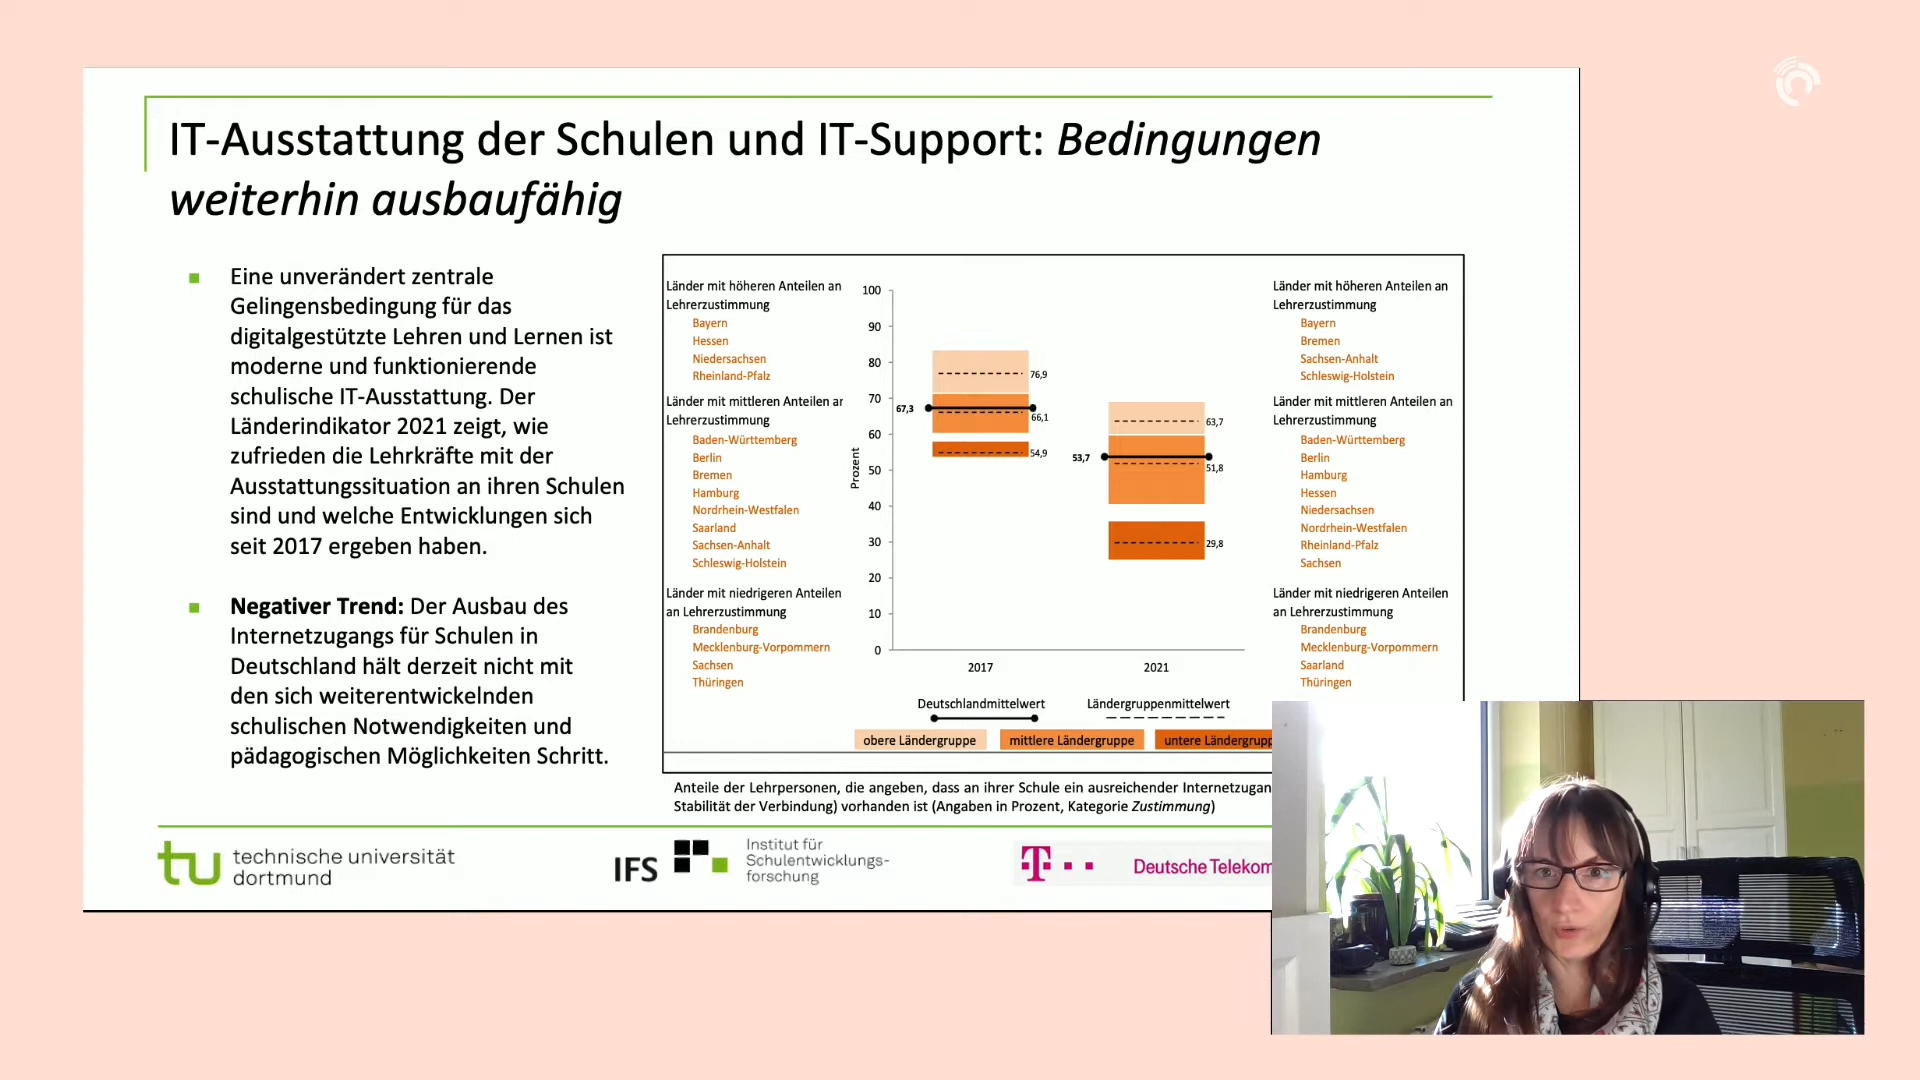 IT-Ausstattung der Schulen und IT-Support: Bedingungen
weiterhin ausbaufähig
Eine unverändert zentrale
Gelingensbedingung für das
digitalgestützte Lehren und Lernen ist
moderne und funktionierende
schulische IT-Ausstattung. Der
Länderindikator 2021 zeigt, wie
zufrieden die Lehrkräfte mit der
Ausstattungssituation an ihren Schulen
sind und welche Entwicklungen sich
seit 2017 ergeben haben.
Negativer Trend: Der Ausbau des
Internetzugangs für Schulen in
Deutschland hält derzeit nicht mit
den sich weiterentwickelnden
schulischen Notwendigkeiten und
pädagogischen Möglichkeiten Schritt.
Länder mit höheren Anteilen an
Lehrerzustimmung
Bayern
Hessen
Niedersachsen
Rheinland-Pfalz
Länder mit mittleren Anteilen an
Lehrerzustimmung
Baden-Württemberg
Berlin
Bremen
Hamburg
Nordrhein-Westfalen
Saarland
Sachsen-Anhalt
Schleswig-Holstein
Länder mit niedrigeren Anteilen
an Lehrerzustimmung
Brandenburg
Mecklenburg-Vorpommern
Sachsen
Thüringen
Prozent
100
90
80
70
60
50
40
30
20
10
0
76,9
67,3
66,1
54,9
63,7
53,7
51,8
29,8
2017
2021
Deutschlandmittelwert
Ländergruppenmittelwert
obere Ländergruppe
mittlere Ländergruppe
untere Ländergrupp
Länder mit höheren Anteilen an
Lehrerzustimmung
Bayern
Bremen
Sachsen-Anhalt
Schleswig-Holstein
Länder mit mittleren Anteilen an
Lehrerzustimmung
Baden-Württemberg
Berlin
Hamburg
Hessen
Niedersachsen
Nordrhein-Westfalen
Rheinland-Pfalz
Sachsen
Länder mit niedrigeren Anteilen
an Lehrerzustimmung
Brandenburg
Mecklenburg-Vorpommern
Saarland
Thüringen
Anteile der Lehrpersonen, die angeben, dass an ihrer Schule ein ausreichender Internetzugan
Stabilität der Verbindung) vorhanden ist (Angaben in Prozent, Kategorie Zustimmung)
tu technische universität
dortmund
IFS
Institut für
Schulentwicklungs-
forschung
T
Deutsche Telekom